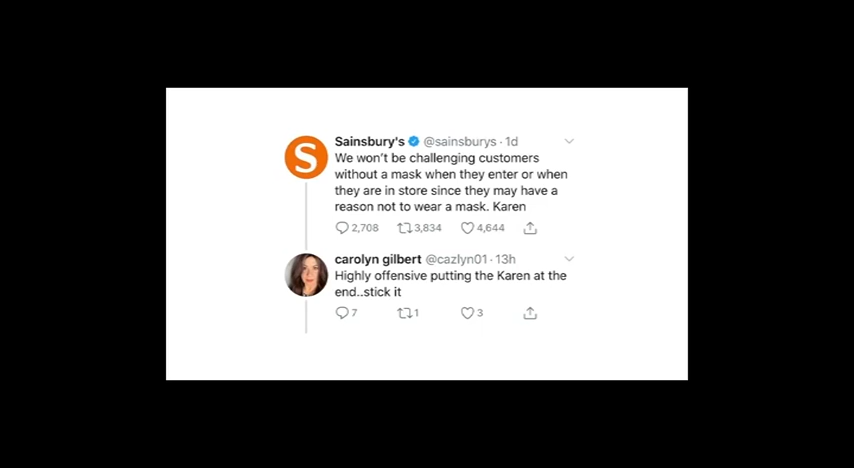 S
Sainsbury's @sainsburys · 1d
We won't be challenging customers
without a mask when they enter or when
they are in store since they may have a
reason not to wear a mask. Karen
2,708 3,834 4,644
carolyn gilbert @cazlyn01 · 13h
Highly offensive putting the Karen at the
end..stick it
7 1 3